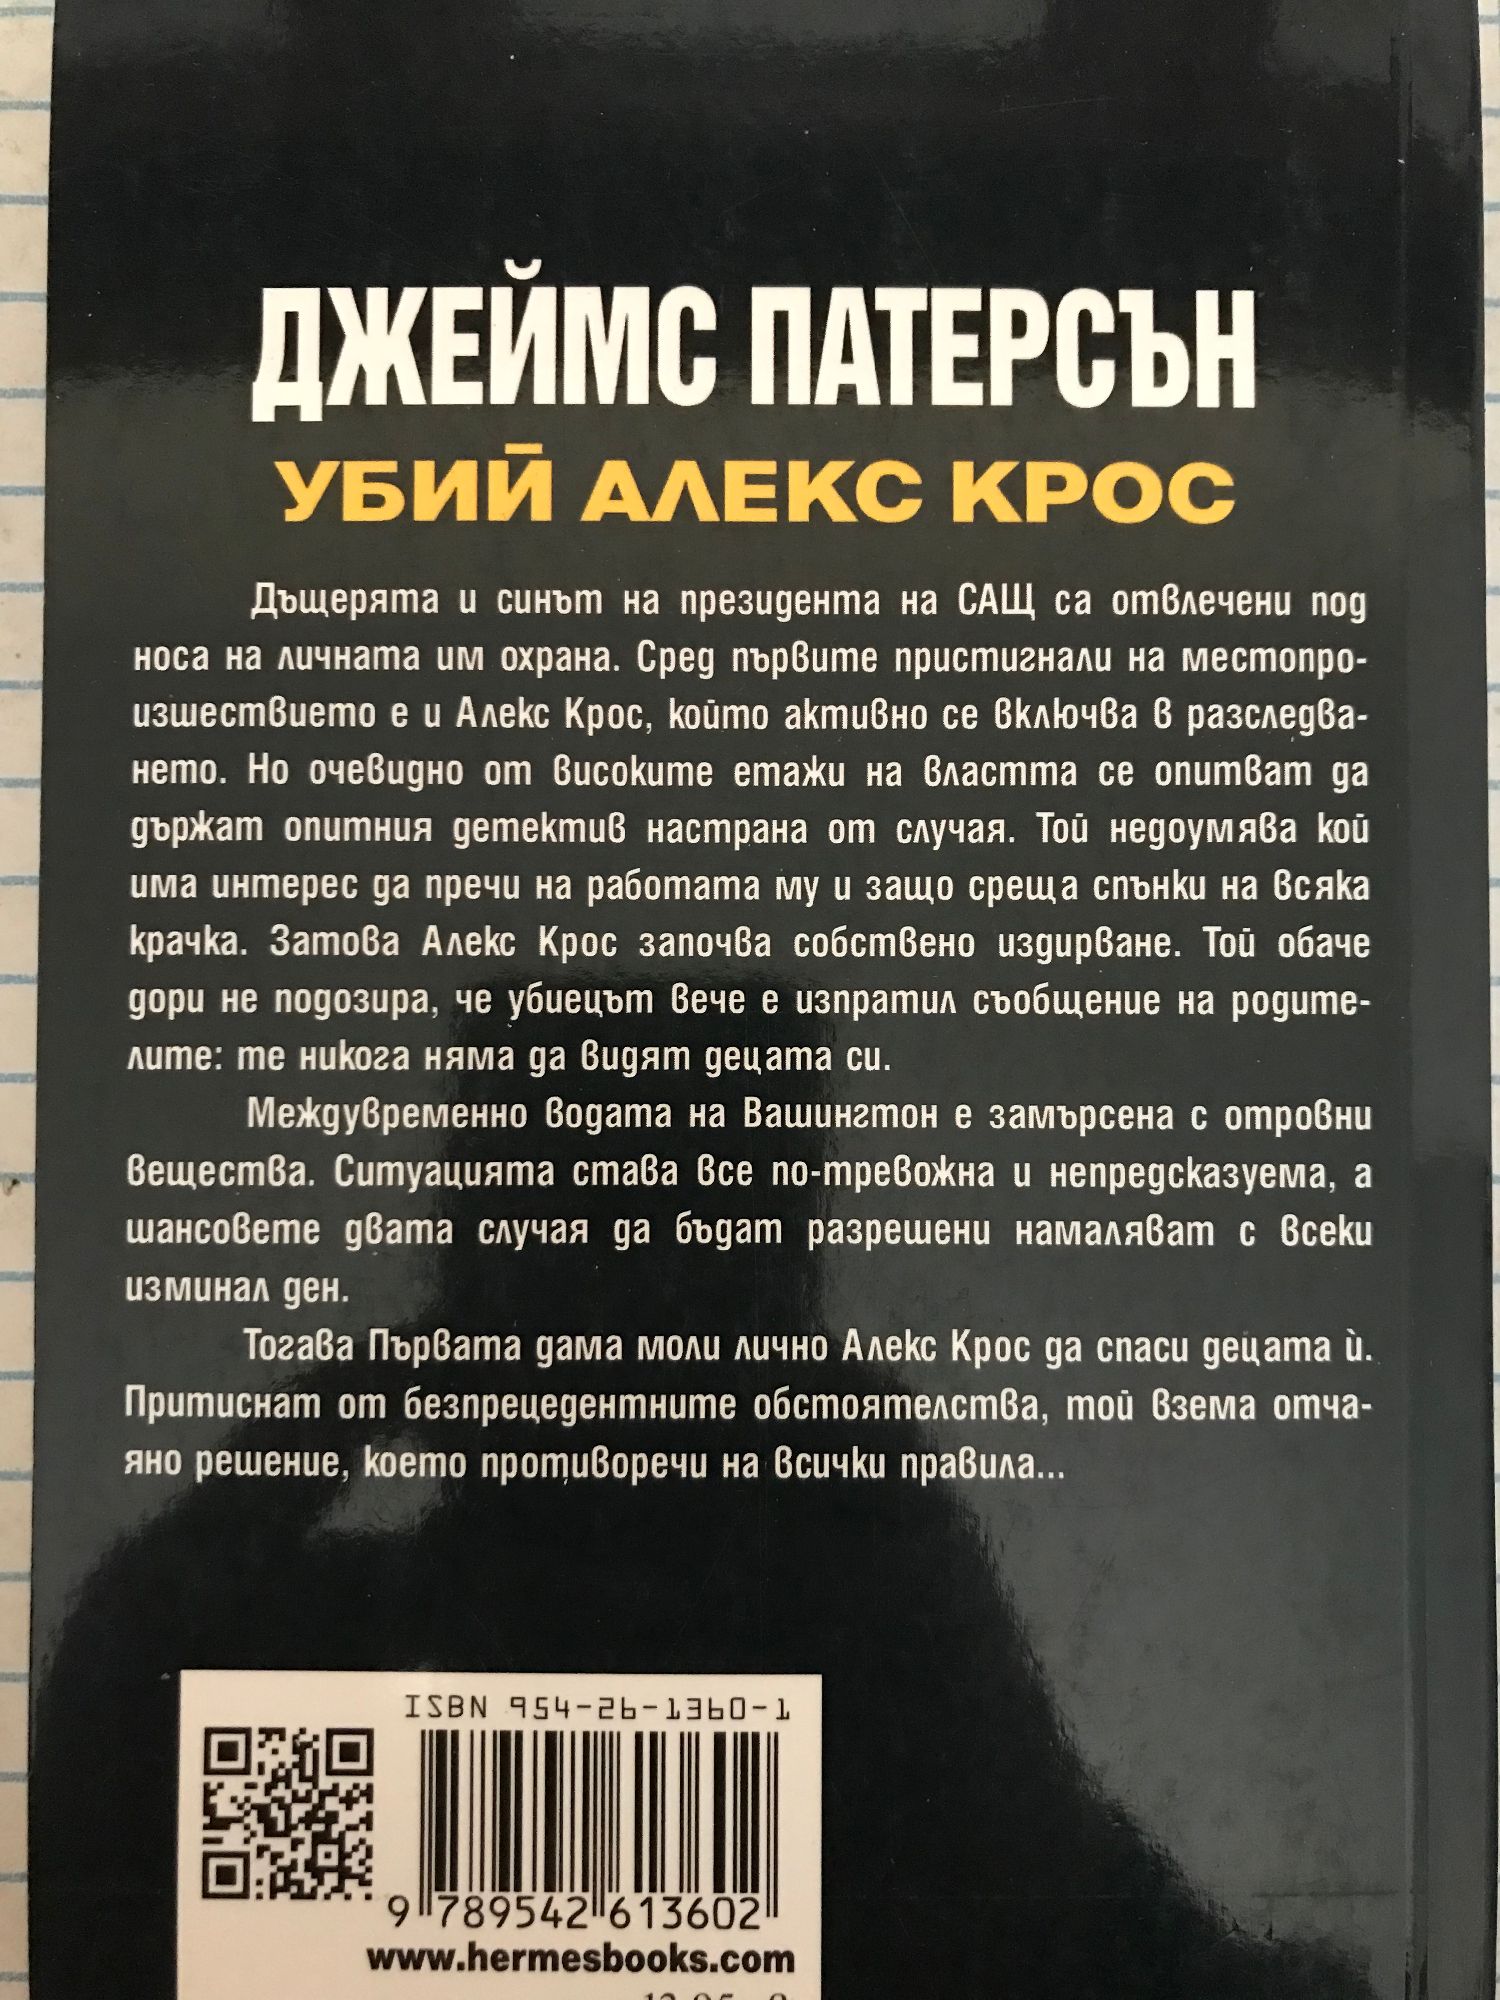 ДЖЕЙМС ПАТЕРСЪН
УБИЙ АЛЕКС КРОС
Дъщерята и синът на президента на САЩ са отвлечени под
носа на личната им охрана. Сред първите пристигнали на местопро-
изшествието е и Алекс Крос, който активно се включва в разследва-
нето. Но очевидно от високите етажи на властта се опитват да
държат опитния детектив настрана от случая. Той недоумява кой
има интерес да пречи на работата му и защо среща спънки на всяка
крачка. Затова Алекс Крос започва собствено издирване. Той обаче
дори не подозира, че убиецът вече е изпратил съобщение на родите-
лите: те никога няма да видят децата си.
Междувременно водата на Вашингтон е замърсена с отровни
вещества. Ситуацията става все по-тревожна и непредсказуема, а
шансовете двата случая да бъдат разрешени намаляват с всеки
изминал ден.
Тогава Първата дама моли лично Алекс Крос да спаси децата ѝ.
Притиснат от безпрецедентните обстоятелства, той взема отча-
яно решение, което противоречи на всички правила...
ISBN 954-26-1360-1
9 789542 613602
www.hermesbooks.com